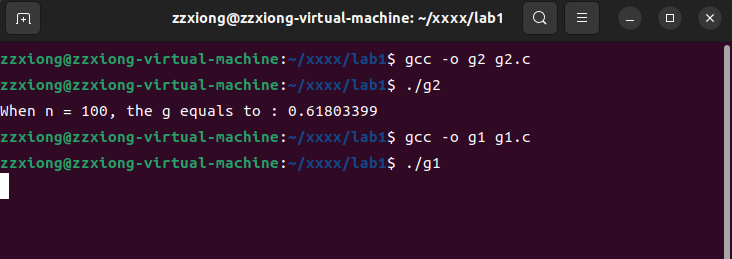 zzxiong@zzxiong-virtual-machine: ~/xxxx/lab1
zzxiong@zzxiong-virtual-machine:~/xxxx/lab1$ gcc -o g2 g2.c
zzxiong@zzxiong-virtual-machine:~/xxxx/lab1$ ./g2
When n = 100, the g equals to : 0.61803399
zzxiong@zzxiong-virtual-machine:~/xxxx/lab1$ gcc -o g1 g1.c
zzxiong@zzxiong-virtual-machine:~/xxxx/lab1$ ./g1